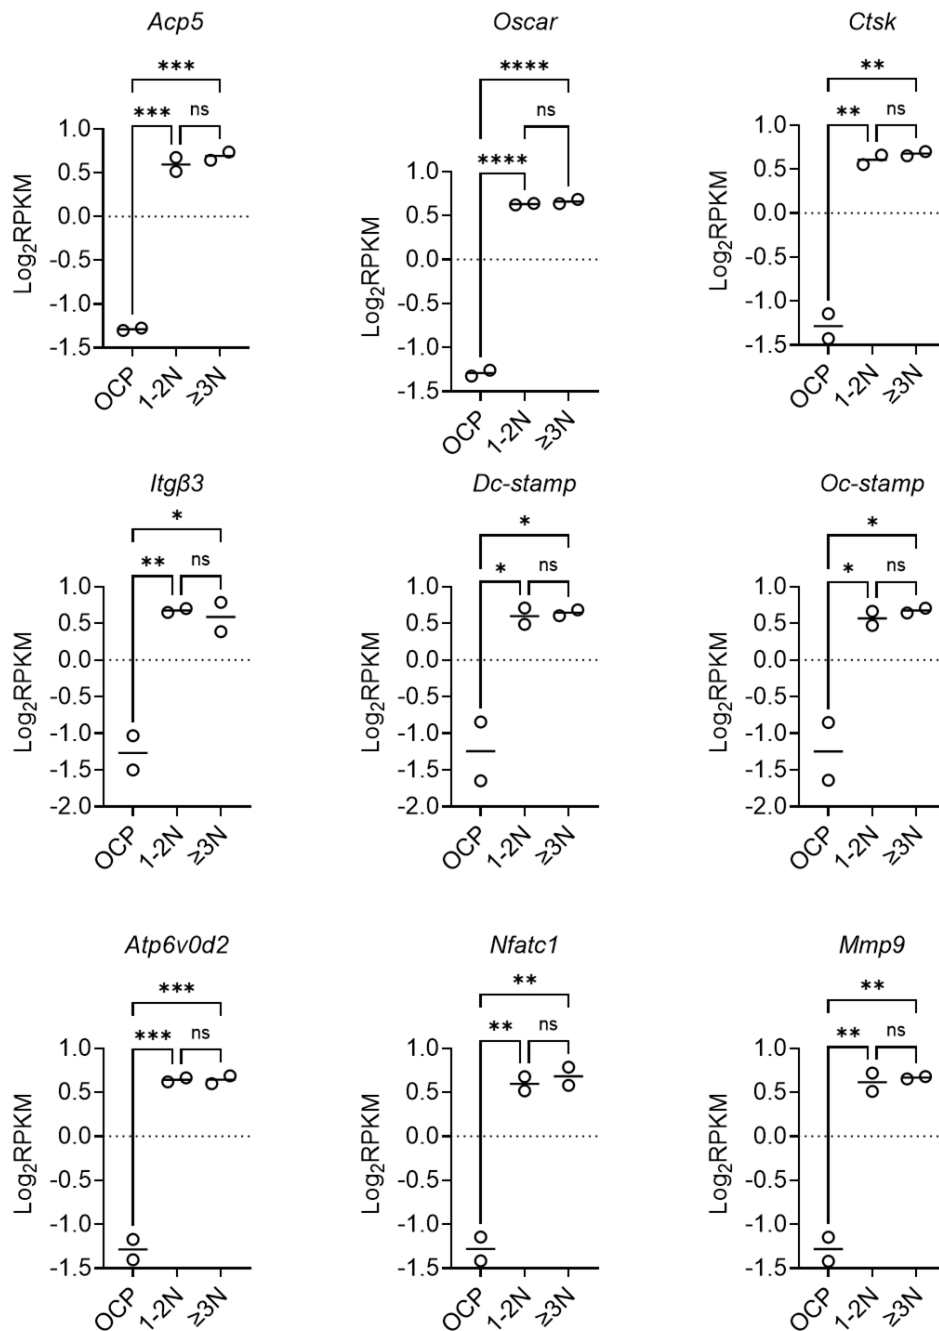 Acp5
***
***
ns
Log₂RPKM
1.0
0.5
0.0
-0.5
-1.0
-1.5
OCP
1-2N
≥3N
Oscar
****
ns
****
Log₂RPKM
1.0
0.5
0.0
-0.5
-1.0
-1.5
OCP
1-2N
≥3N
Ctsk
**
**
ns
Log₂RPKM
1.0
0.5
0.0
-0.5
-1.0
-1.5
OCP
1-2N
≥3N
Itgβ3
*
**
ns
Log₂RPKM
1.0
0.5
0.0
-0.5
-1.0
-1.5
-2.0
OCP
1-2N
≥3N
Dc-stamp
*
*
ns
Log₂RPKM
1.0
0.5
0.0
-0.5
-1.0
-1.5
-2.0
OCP
1-2N
≥3N
Oc-stamp
*
*
ns
Log₂RPKM
1.0
0.5
0.0
-0.5
-1.0
-1.5
-2.0
OCP
1-2N
≥3N
Atp6v0d2
***
***
ns
Log₂RPKM
1.0
0.5
0.0
-0.5
-1.0
-1.5
OCP
1-2N
≥3N
Nfatc1
**
**
ns
Log₂RPKM
1.0
0.5
0.0
-0.5
-1.0
-1.5
OCP
1-2N
≥3N
Mmp9
**
**
ns
Log₂RPKM
1.0
0.5
0.0
-0.5
-1.0
-1.5
OCP
1-2N
≥3N